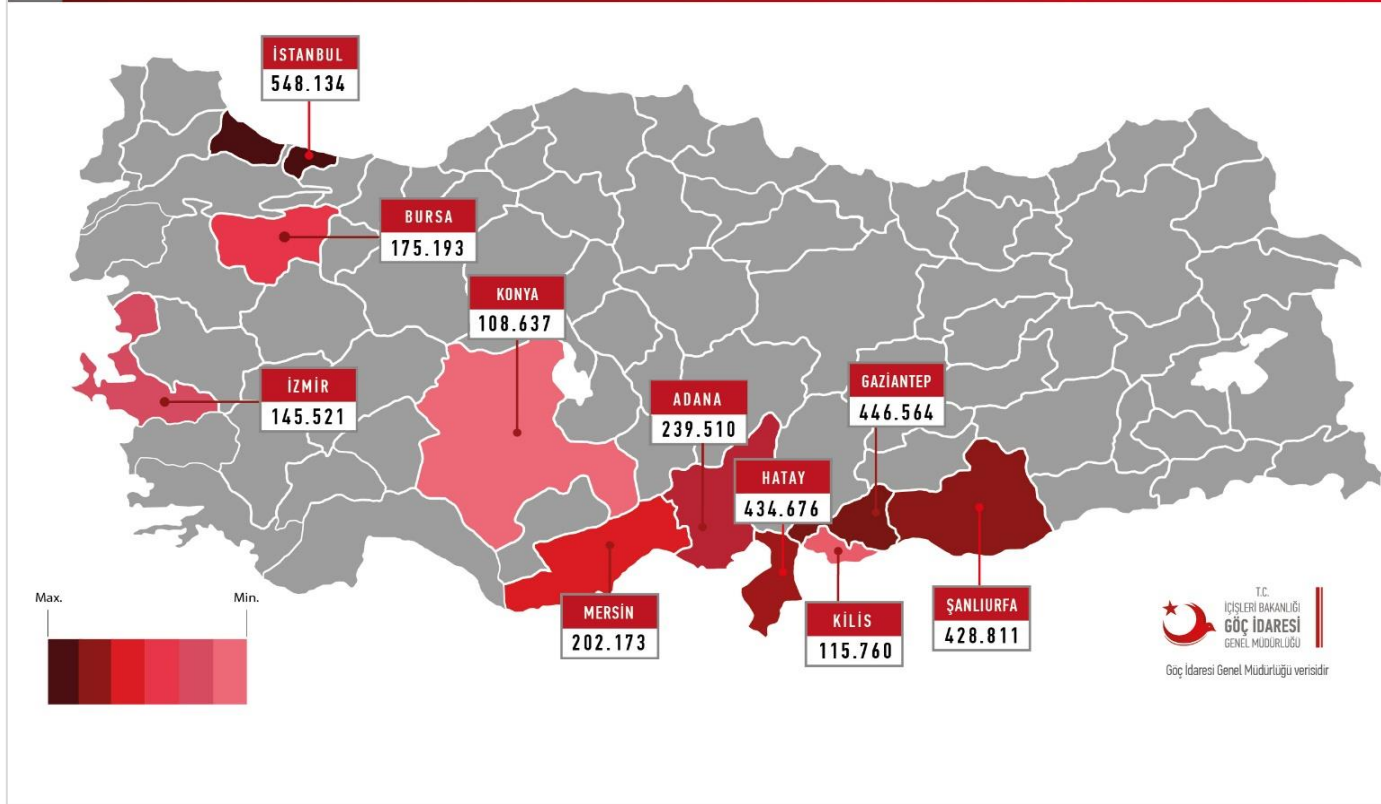 İSTANBUL
548.134
BURSA
175.193
KONYA
108.637
İZMİR
145.521
ADANA
239.510
GAZİANTEP
446.564
HATAY
434.676
MERSİN
202.173
KİLİS
115.760
ŞANLIURFA
428.811
Max.
Min.
T.C.
İÇİŞLERİ BAKANLIĞI
GÖÇ İDARESİ
GENEL MÜDÜRLÜĞÜ
Göç İdaresi Genel Müdürlüğü verisidir